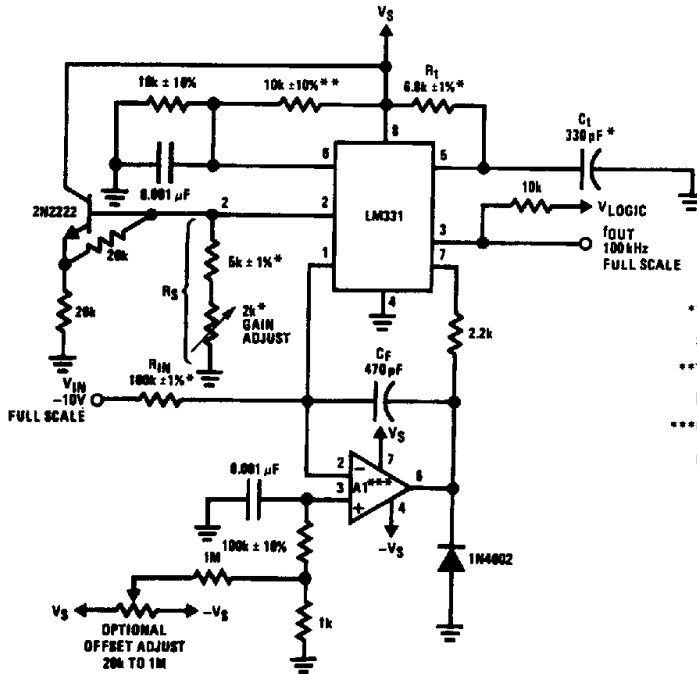 VS
10k ± 10%
10k ±10%**
Rt
6.8k ±1%*
Ct
330 pF*
8
6
5
0.001 µF
LM331
10k
VLOGIC
2N2222
2
2
3
fOUT
100 kHz
FULL SCALE
20k
1
7
5k ± 1%*
RS
4
20k
2k*
GAIN
ADJUST
2.2k
*
RIN
100k ±1%*
CF
470 pF
**
VIN
-10V
FULL SCALE
VS
***
2
7
0.001 µF
3
A1***
6
4
100k ± 10%
-VS
1N4002
1M
VS
-VS
1k
OPTIONAL
OFFSET ADJUST
20k TO 1M